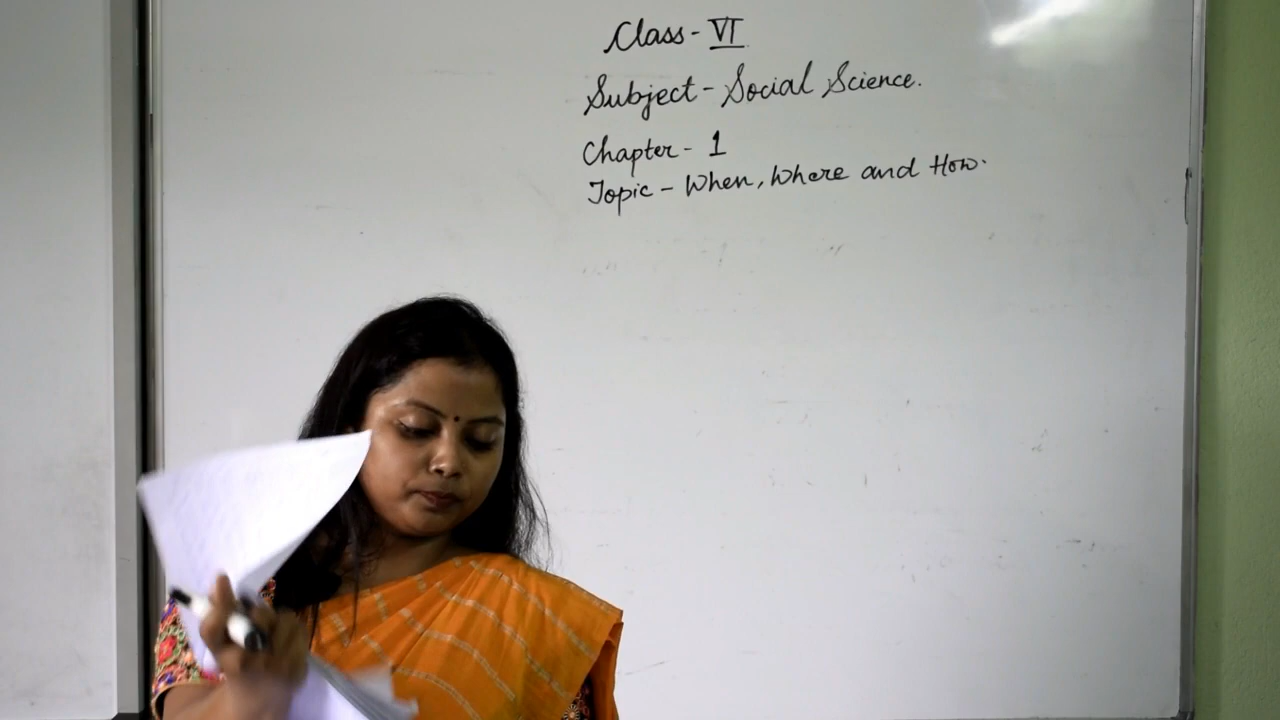 Class - VI
Subject - Social Science.
Chapter - 1
Topic - When, Where and How.